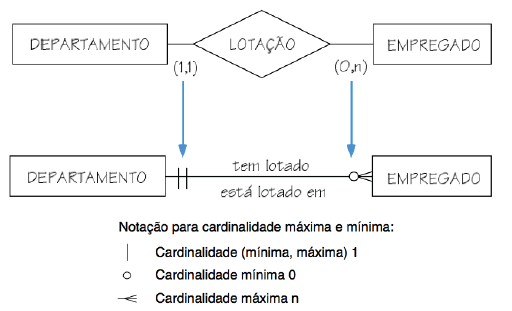 DEPARTAMENTO LOTAÇÃO EMPREGADO
(1,1) (0,n)
tem lotado
DEPARTAMENTO EMPREGADO
está lotado em
Notação para cardinalidade máxima e mínima:
Cardinalidade (mínima, máxima) 1
Cardinalidade mínima 0
Cardinalidade máxima n